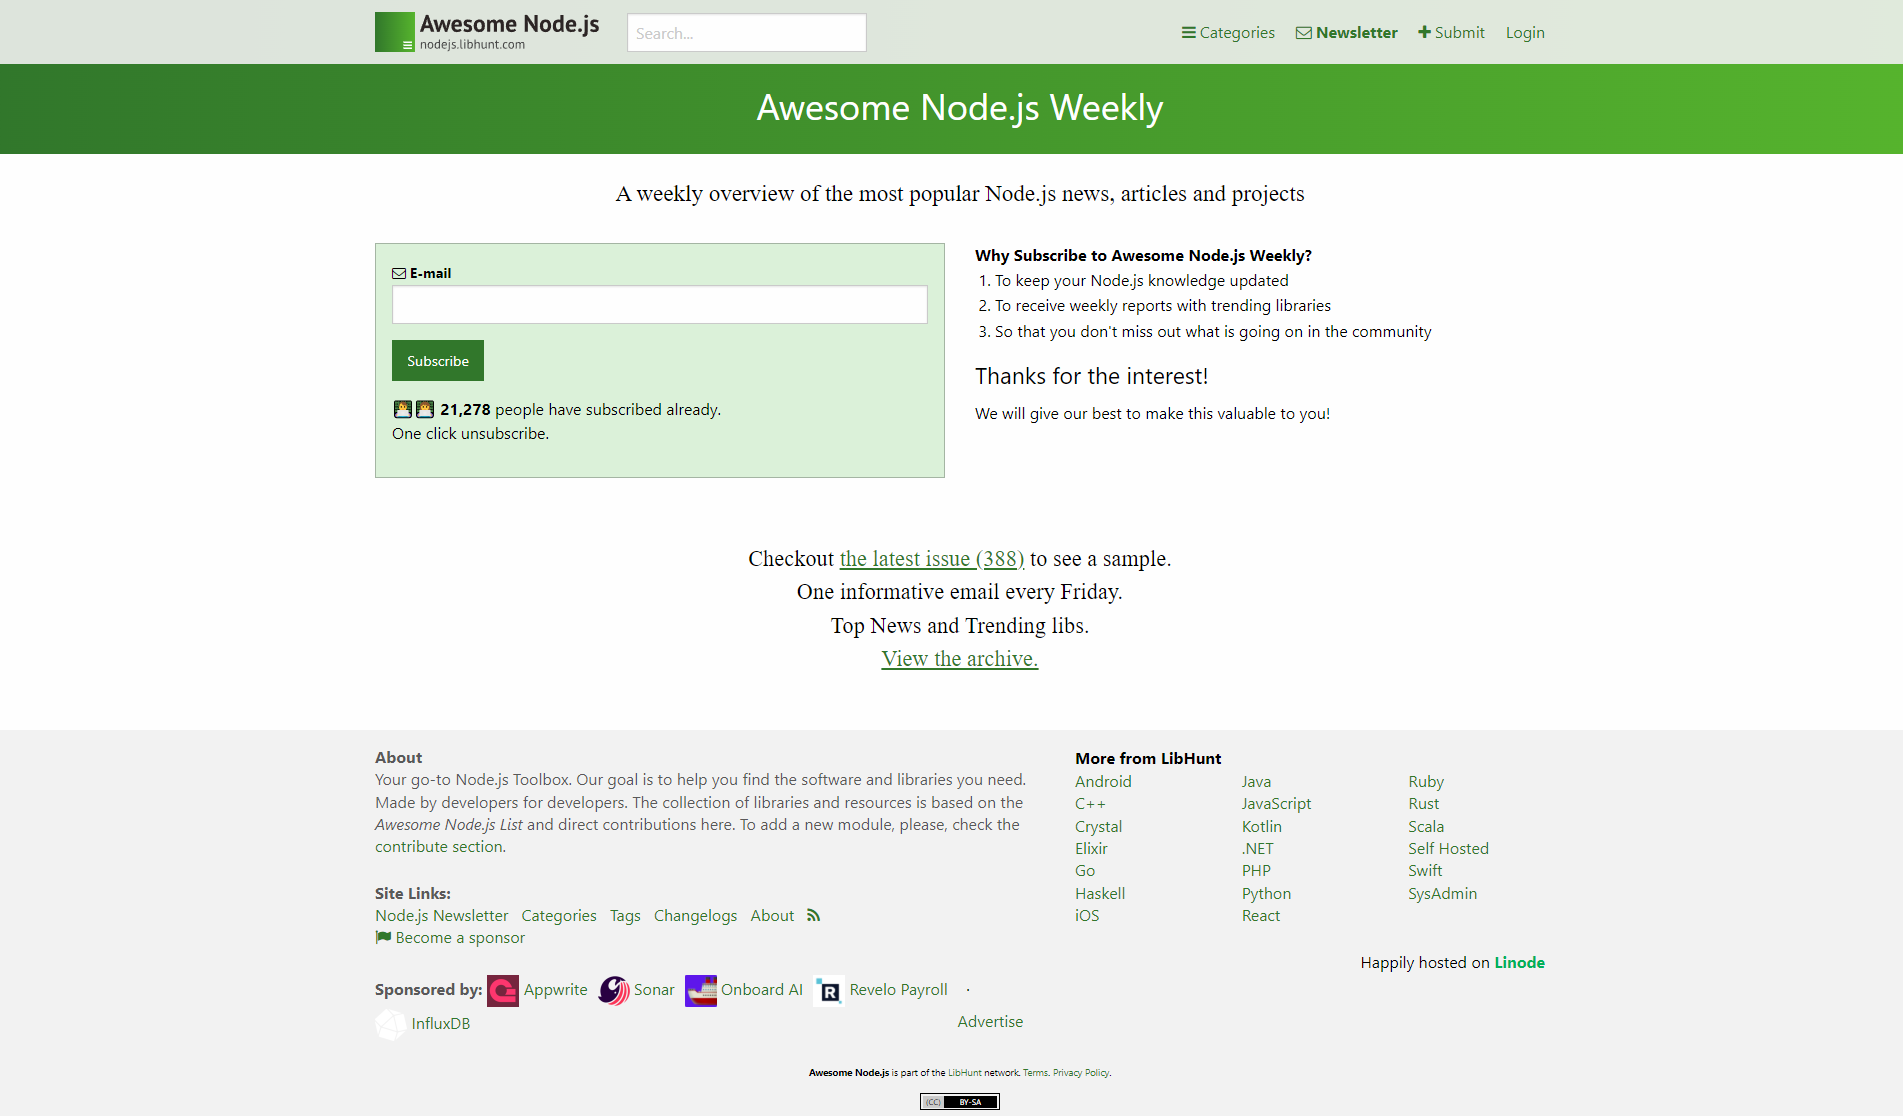 Awesome Node.js
nodejs.libhunt.com
Search...
Categories
Newsletter
Submit
Login
Awesome Node.js Weekly
A weekly overview of the most popular Node.js news, articles and projects
E-mail
Subscribe
21,278 people have subscribed already.
One click unsubscribe.
Why Subscribe to Awesome Node.js Weekly?
1. To keep your Node.js knowledge updated
2. To receive weekly reports with trending libraries
3. So that you don't miss out what is going on in the community
Thanks for the interest!
We will give our best to make this valuable to you!
Checkout the latest issue (388) to see a sample.
One informative email every Friday.
Top News and Trending libs.
View the archive.
About
Your go-to Node.js Toolbox. Our goal is to help you find the software and libraries you need.
Made by developers for developers. The collection of libraries and resources is based on the
Awesome Node.js List and direct contributions here. To add a new module, please, check the
contribute section.
Site Links:
Node.js Newsletter Categories Tags Changelogs About
Become a sponsor
Sponsored by: Appwrite Sonar Onboard AI Revelo Payroll ·
InfluxDB
Advertise
More from LibHunt
Android
C++
Crystal
Elixir
Go
Haskell
iOS
Java
JavaScript
Kotlin
.NET
PHP
Python
React
Ruby
Rust
Scala
Self Hosted
Swift
SysAdmin
Happily hosted on Linode
Awesome Node.js is part of the LibHunt network. Terms. Privacy Policy.
(CC) BY-SA